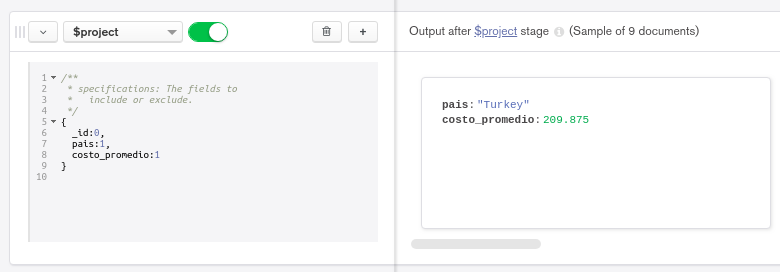 $project
+
Output after $project stage (Sample of 9 documents)
1 /**
2 * specifications: The fields to
3 *   include or exclude.
4 */
5 {
6 _id:0,
7 pais:1,
8 costo_promedio:1
9 }
10
pais: "Turkey"
costo_promedio: 209.875